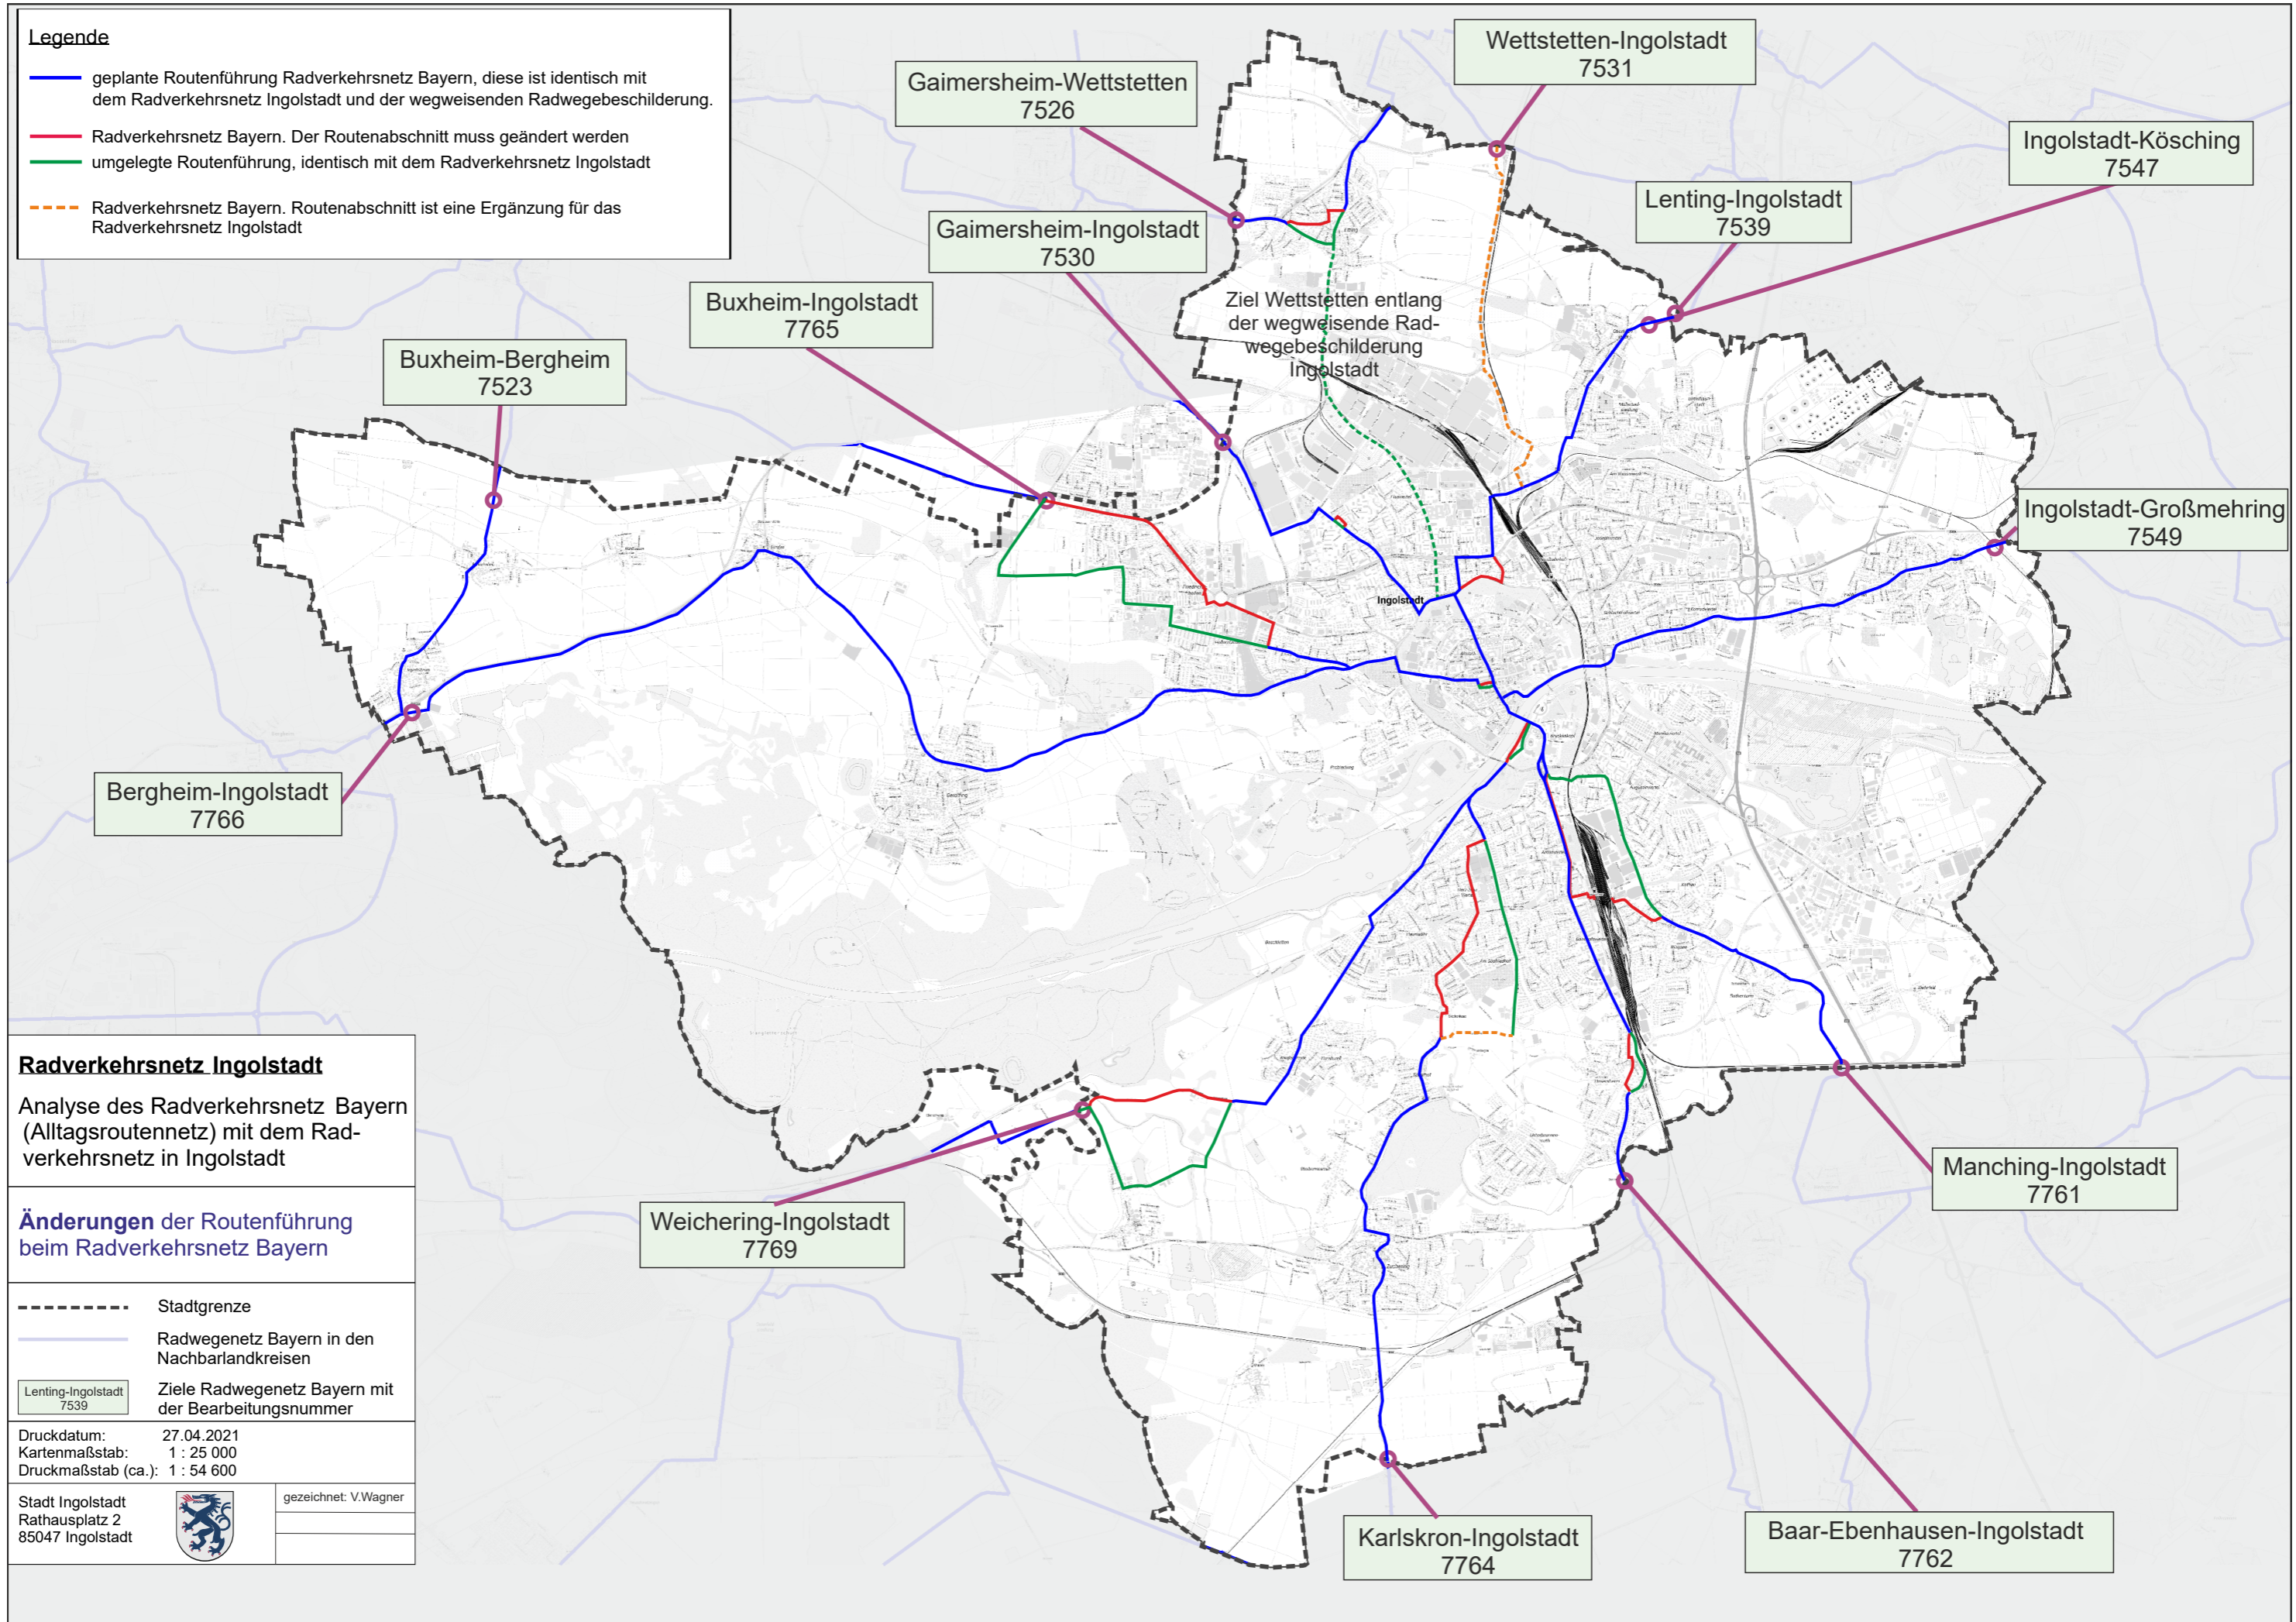 Legende
geplante Routenführung Radverkehrsnetz Bayern, diese ist identisch mit
dem Radverkehrsnetz Ingolstadt und der wegweisenden Radwegebeschilderung.
Radverkehrsnetz Bayern. Der Routenabschnitt muss geändert werden
umgelegte Routenführung, identisch mit dem Radverkehrsnetz Ingolstadt
Radverkehrsnetz Bayern. Routenabschnitt ist eine Ergänzung für das
Radverkehrsnetz Ingolstadt
Wettstetten-Ingolstadt
7531
Gaimersheim-Wettstetten
7526
Ingolstadt-Kösching
7547
Lenting-Ingolstadt
7539
Gaimersheim-Ingolstadt
7530
Buxheim-Ingolstadt
7765
Ziel Wettstetten entlang
der wegweisende Rad-
wegebeschilderung
Ingolstadt
Buxheim-Bergheim
7523
Ingolstadt-Großmehring
7549
Ingolstadt
Bergheim-Ingolstadt
7766
Manching-Ingolstadt
7761
Weichering-Ingolstadt
7769
Karlskron-Ingolstadt
7764
Baar-Ebenhausen-Ingolstadt
7762
Radverkehrsnetz Ingolstadt
Analyse des Radverkehrsnetz Bayern
(Alltagsroutennetz) mit dem Rad-
verkehrsnetz in Ingolstadt
Änderungen der Routenführung
beim Radverkehrsnetz Bayern
Stadtgrenze
Radwegenetz Bayern in den
Nachbarlandkreisen
Lenting-Ingolstadt
7539
Ziele Radwegenetz Bayern mit
der Bearbeitungsnummer
Druckdatum: 27.04.2021
Kartenmaßstab: 1 : 25 000
Druckmaßstab (ca.): 1 : 54 600
Stadt Ingolstadt
Rathausplatz 2
85047 Ingolstadt
gezeichnet: V.Wagner